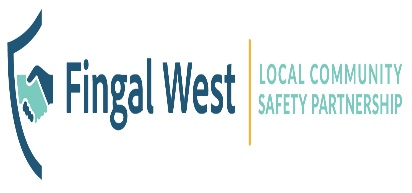 Fingal West
LOCAL COMMUNITY
SAFETY PARTNERSHIP